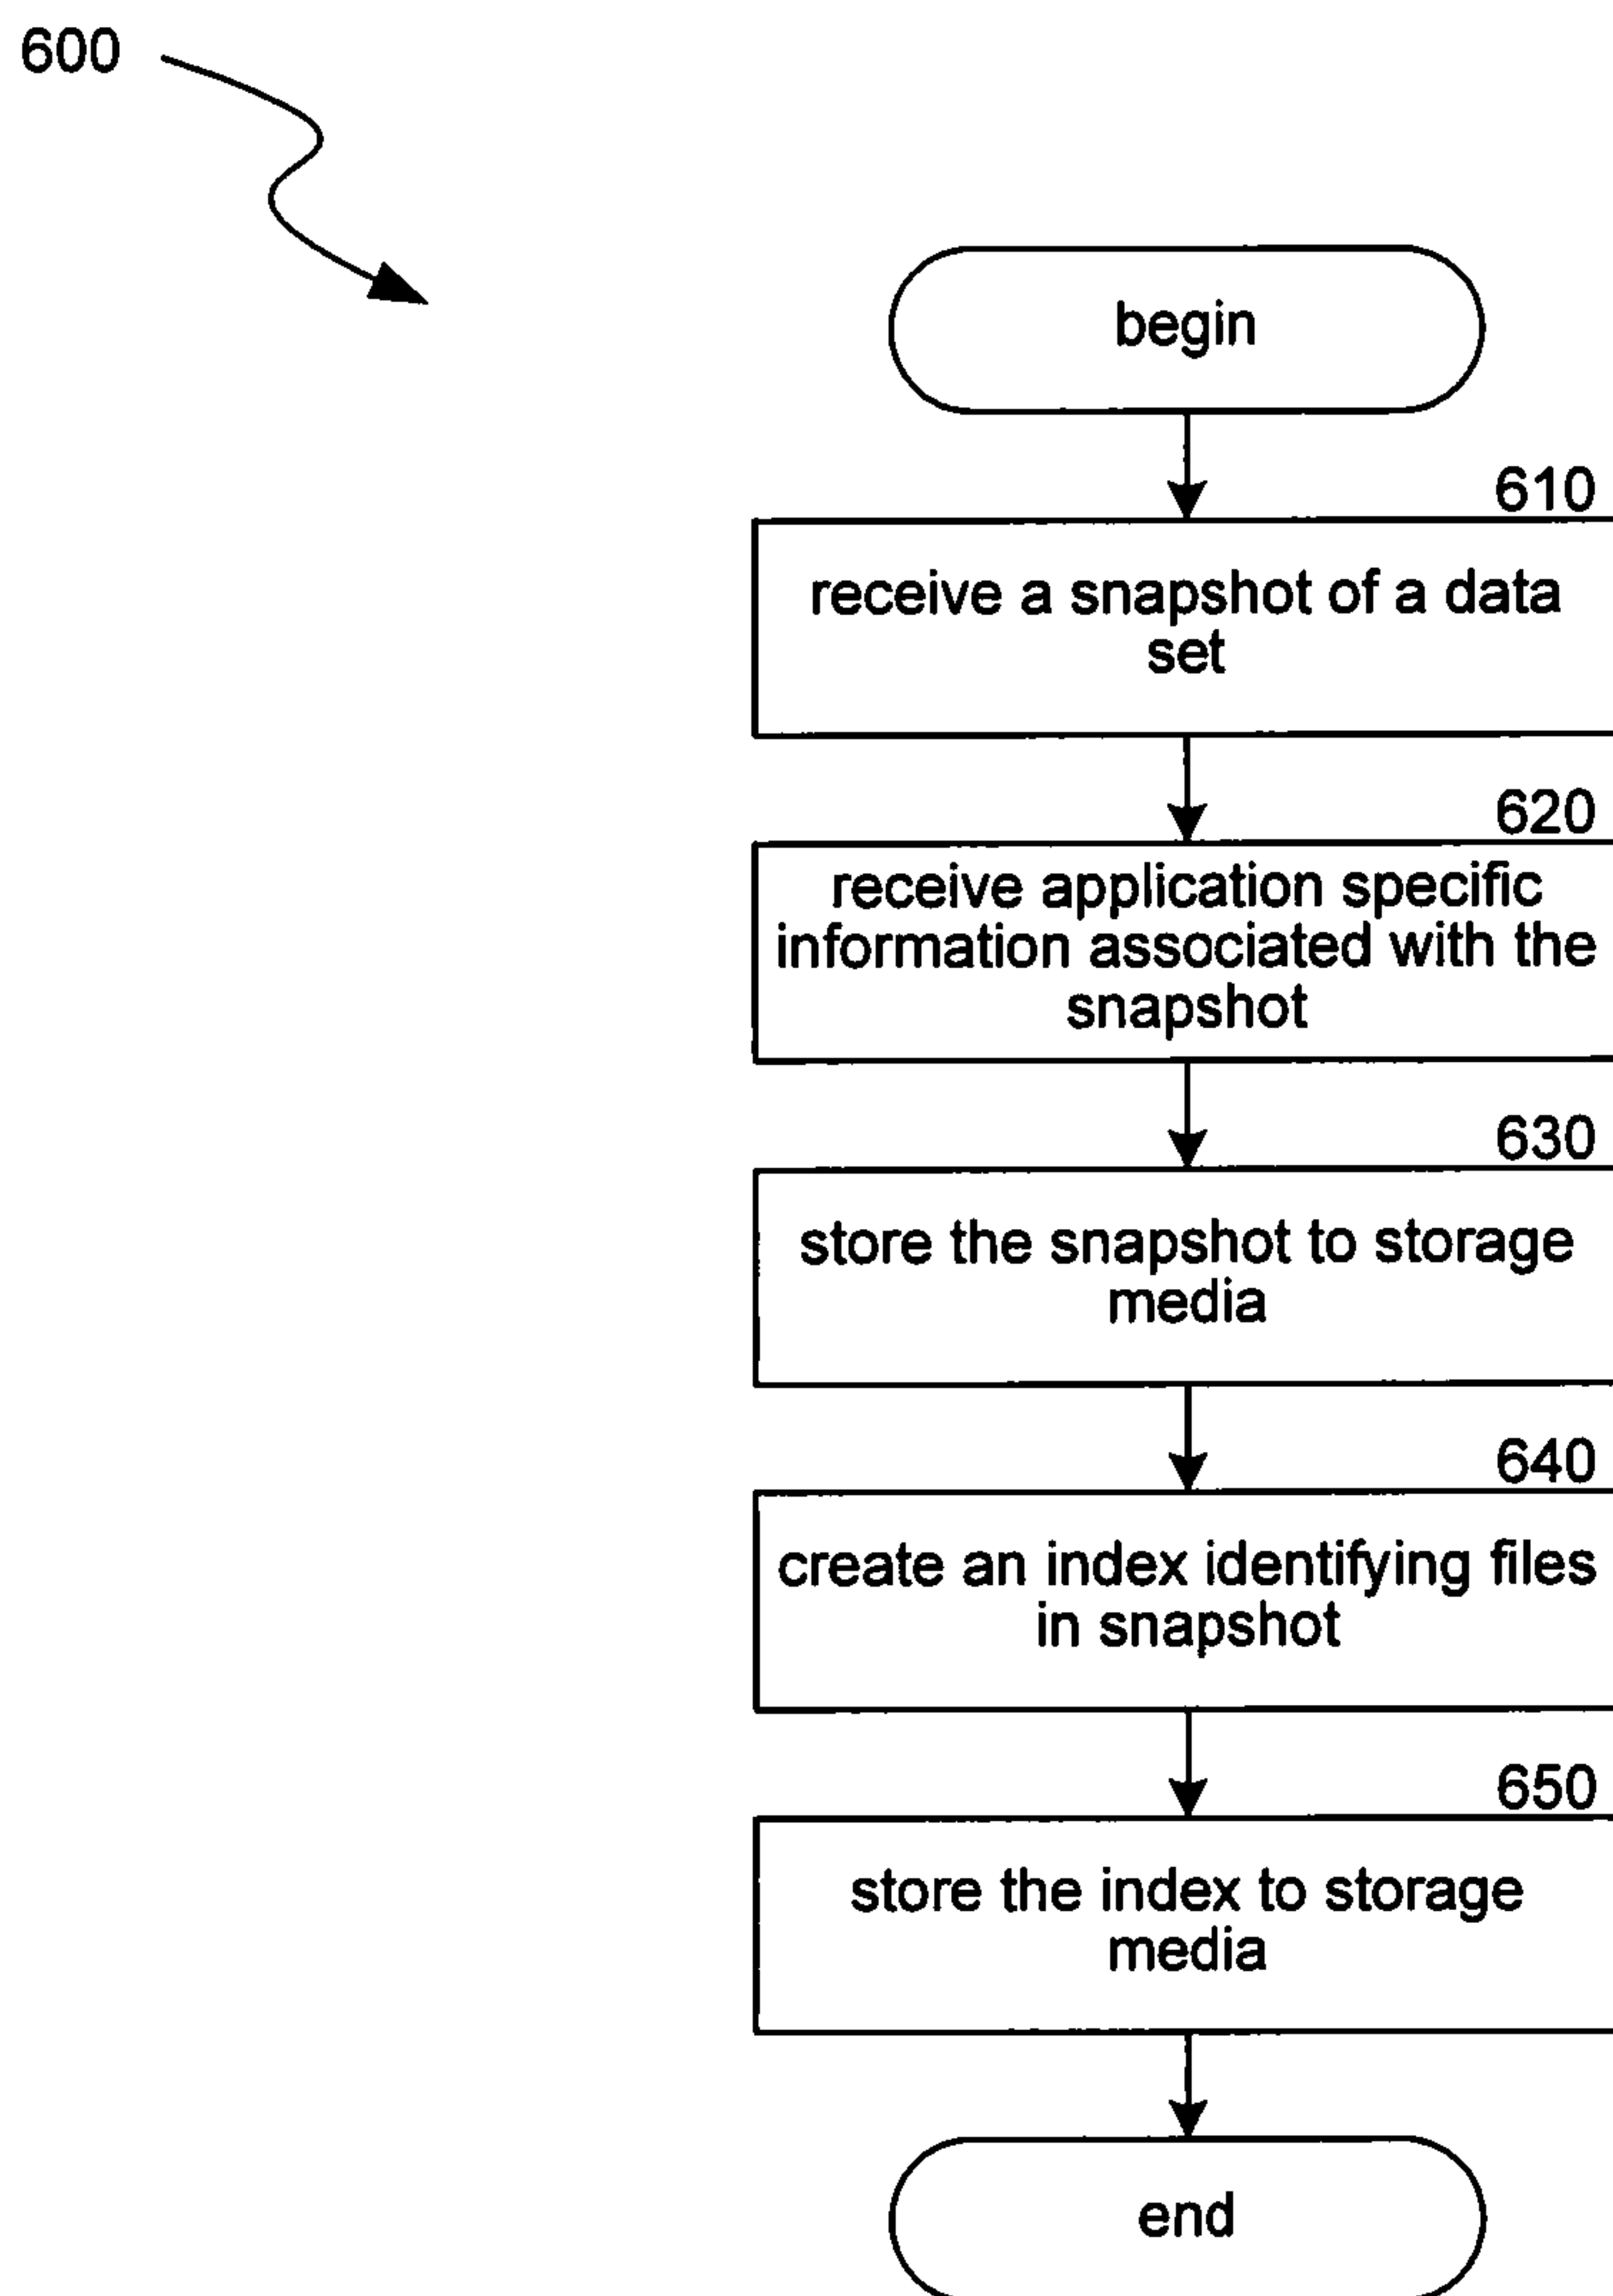 600
begin
610
receive a snapshot of a data
set
620
receive application specific
information associated with the
snapshot
630
store the snapshot to storage
media
640
create an index identifying files
in snapshot
650
store the index to storage
media
end